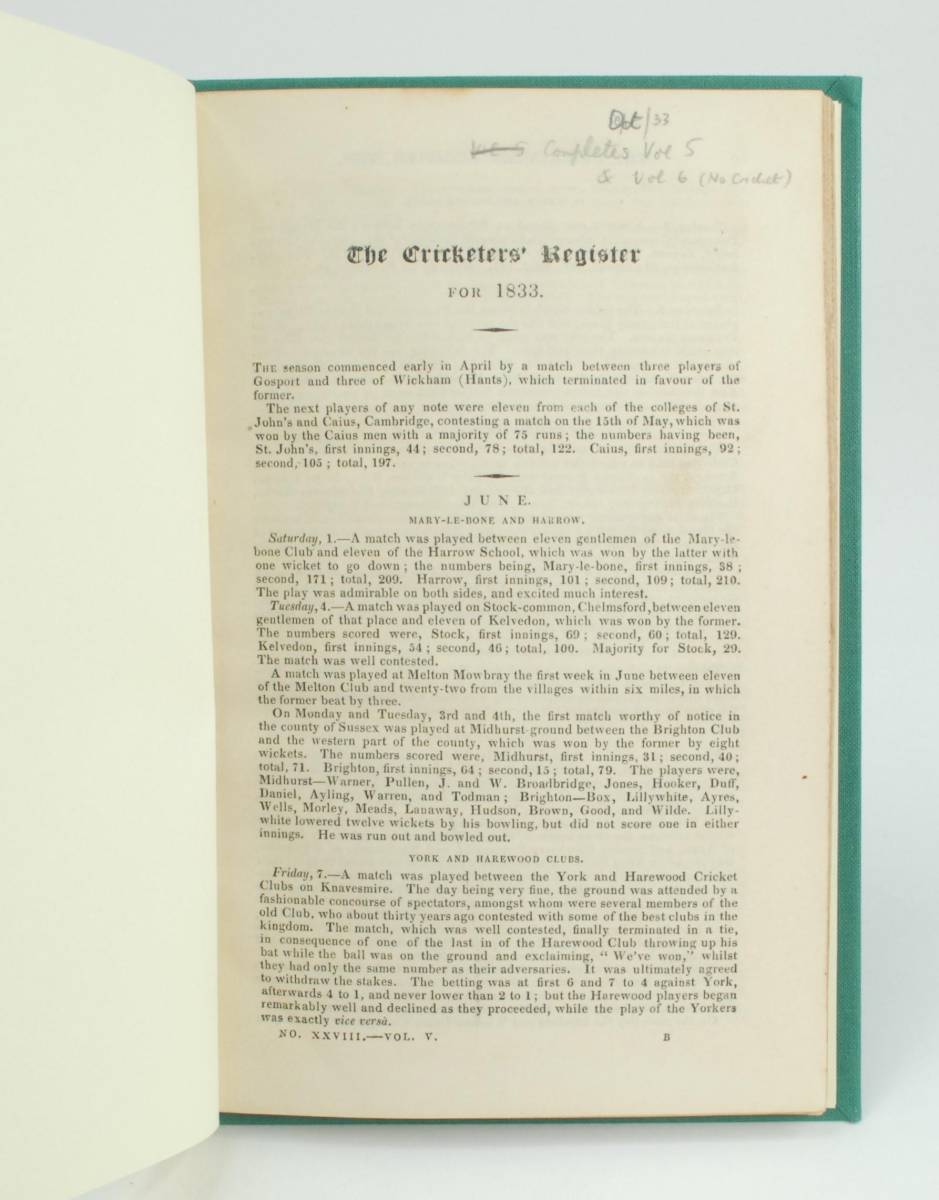 Oct/33
Vol 5 Completes Vol 5
& Vol 6 (No Cricket)
The Cricketers' Register
FOR 1833.
THE season commenced early in April by a match between three players of
Gosport and three of Wickham (Hants), which terminated in favour of the
former.
The next players of any note were eleven from each of the colleges of St.
John's and Caius, Cambridge, contesting a match on the 15th of May, which was
won by the Caius men with a majority of 75 runs; the numbers having been,
St. John's, first innings, 44; second, 78; total, 122. Caius, first innings, 92;
second, 105; total, 197.
JUNE.
MARY-LE-BONE AND HARROW.
Saturday, 1.—A match was played between eleven gentlemen of the Mary-le-
bone Club and eleven of the Harrow School, which was won by the latter with
one wicket to go down; the numbers being, Mary-le-bone, first innings, 38;
second, 171; total, 209. Harrow, first innings, 101; second, 109; total, 210.
The play was admirable on both sides, and excited much interest.
Tuesday, 4.—A match was played on Stock-common, Chelmsford, between eleven
gentlemen of that place and eleven of Kelvedon, which was won by the former.
The numbers scored were, Stock, first innings, 69; second, 60; total, 129.
Kelvedon, first innings, 54; second, 46; total, 100. Majority for Stock, 29.
The match was well contested.
A match was played at Melton Mowbray the first week in June between eleven
of the Melton Club and twenty-two from the villages within six miles, in which
the former beat by three.
On Monday and Tuesday, 3rd and 4th, the first match worthy of notice in
the county of Sussex was played at Midhurst-ground between the Brighton Club
and the western part of the county, which was won by the former by eight
wickets. The numbers scored were, Midhurst, first innings, 31; second, 40;
total, 71. Brighton, first innings, 64; second, 15; total, 79. The players were,
Midhurst—Warner, Pullen, J. and W. Broadbridge, Jones, Hooker, Duff,
Daniel, Ayling, Warren, and Todman; Brighton—Box, Lillywhite, Ayres,
Wells, Morley, Meads, Lanaway, Hudson, Brown, Good, and Wilde. Lilly-
white lowered twelve wickets by his bowling, but did not score one in either
innings. He was run out and bowled out.
YORK AND HAREWOOD CLUBS.
Friday, 7.—A match was played between the York and Harewood Cricket
Clubs on Knavesmire. The day being very fine, the ground was attended by a
fashionable concourse of spectators, amongst whom were several members of the
old Club, who about thirty years ago contested with some of the best clubs in the
kingdom. The match, which was well contested, finally terminated in a tie,
in consequence of one of the last in of the Harewood Club throwing up his
bat while the ball was on the ground and exclaiming, "We've won," whilst
they had only the same number as their adversaries. It was ultimately agreed
to withdraw the stakes. The betting was at first 6 and 7 to 4 against York,
afterwards 4 to 1, and never lower than 2 to 1; but the Harewood players began
remarkably well and declined as they proceeded, while the play of the Yorkers
was exactly vice versâ.
NO. XXVIII.—VOL. V. B